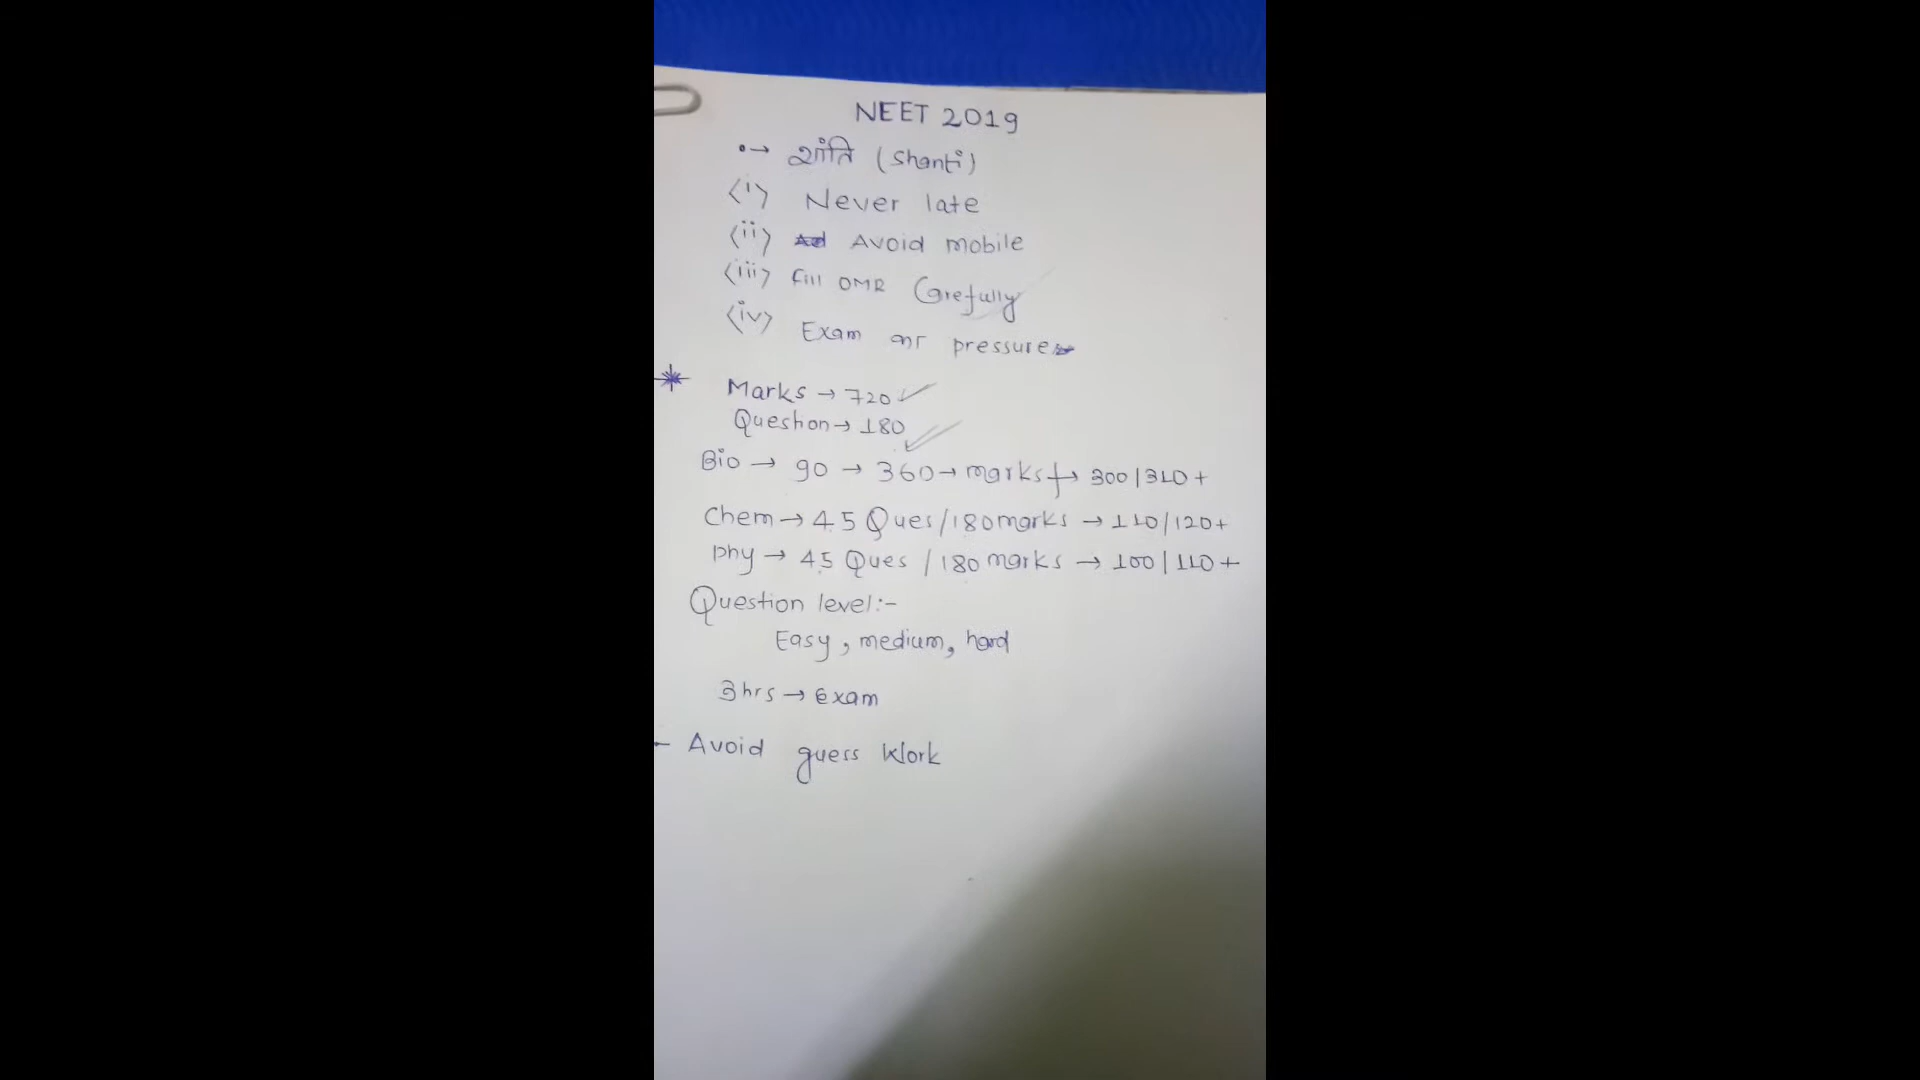 NEET 2019
•→ शांति (Shanti)
<i> Never late
<ii> Avoid mobile
<iii> fill OMR Carefully
<iv> Exam का pressure
Marks → 720 ✓
Question → 180
Bio → 90 → 360 → marks → 300/310+
Chem → 45 Ques/180 marks → 110/120+
Phy → 45 Ques / 180 marks → 100/110+
Question level:-
Easy, medium, hard
3hrs → Exam
- Avoid guess Work